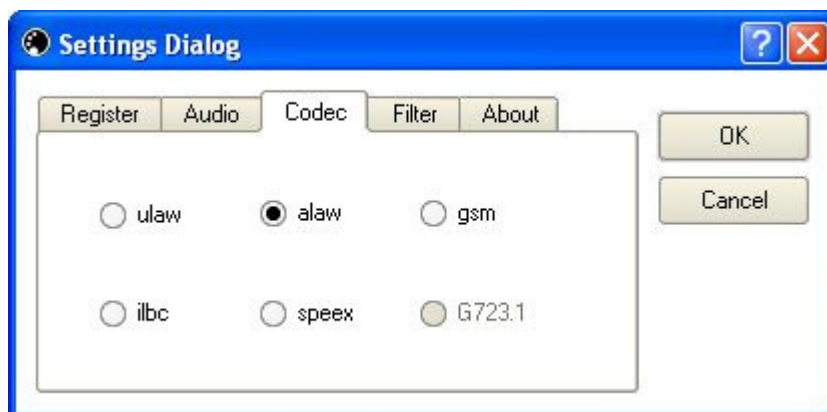 Settings Dialog
Register Audio Codec Filter About
OK
Cancel
ulaw alaw gsm
ilbc speex G723.1